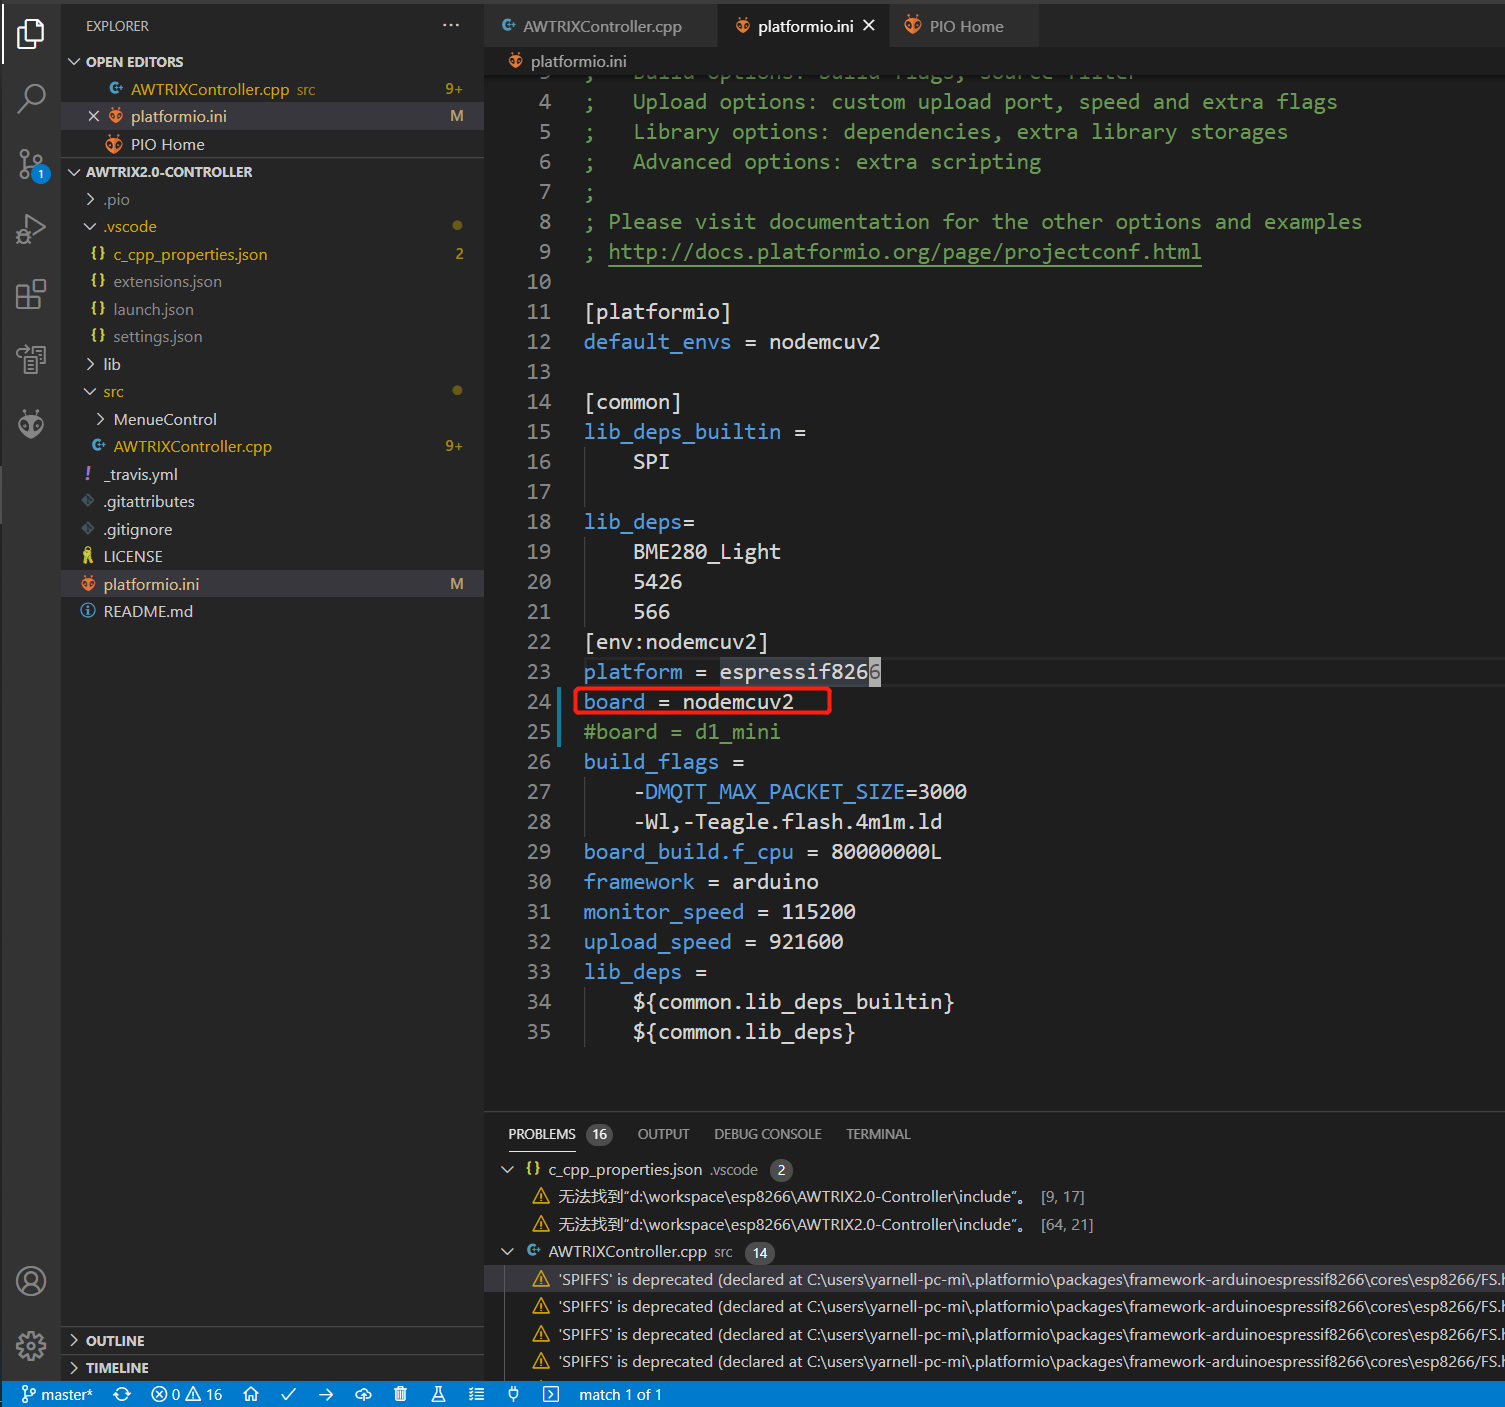 EXPLORER
OPEN EDITORS
AWTRIXController.cpp src 9+
platformio.ini M
PIO Home
AWTRIX2.0-CONTROLLER
.pio
.vscode
c_cpp_properties.json 2
extensions.json
launch.json
settings.json
lib
src
MenueControl
AWTRIXController.cpp 9+
_travis.yml
.gitattributes
.gitignore
LICENSE
platformio.ini M
README.md
OUTLINE
TIMELINE
1
AWTRIXController.cpp
platformio.ini
PIO Home
platformio.ini
3 ;   Build options: build flags, source filter
4 ;   Upload options: custom upload port, speed and extra flags
5 ;   Library options: dependencies, extra library storages
6 ;   Advanced options: extra scripting
7 ;
8 ; Please visit documentation for the other options and examples
9 ; http://docs.platformio.org/page/projectconf.html
10
11 [platformio]
12 default_envs = nodemcuv2
13
14 [common]
15 lib_deps_builtin =
16     SPI
17
18 lib_deps=
19     BME280_Light
20     5426
21     566
22 [env:nodemcuv2]
23 platform = espressif8266
24 board = nodemcuv2
25 #board = d1_mini
26 build_flags =
27     -DMQTT_MAX_PACKET_SIZE=3000
28     -Wl,-Teagle.flash.4m1m.ld
29 board_build.f_cpu = 80000000L
30 framework = arduino
31 monitor_speed = 115200
32 upload_speed = 921600
33 lib_deps =
34     ${common.lib_deps_builtin}
35     ${common.lib_deps}
PROBLEMS 16 OUTPUT DEBUG CONSOLE TERMINAL
c_cpp_properties.json .vscode 2
无法找到"d:\workspace\esp8266\AWTRIX2.0-Controller\include"。 [9, 17]
无法找到"d:\workspace\esp8266\AWTRIX2.0-Controller\include"。 [64, 21]
AWTRIXController.cpp src 14
'SPIFFS' is deprecated (declared at C:\users\yarnell-pc-mi\.platformio\packages\framework-arduinoespressif8266\cores\esp8266/FS.h
'SPIFFS' is deprecated (declared at C:\users\yarnell-pc-mi\.platformio\packages\framework-arduinoespressif8266\cores\esp8266/FS.h
'SPIFFS' is deprecated (declared at C:\users\yarnell-pc-mi\.platformio\packages\framework-arduinoespressif8266\cores\esp8266/FS.h
'SPIFFS' is deprecated (declared at C:\users\yarnell-pc-mi\.platformio\packages\framework-arduinoespressif8266\cores\esp8266/FS.h
master* 0 16 match 1 of 1